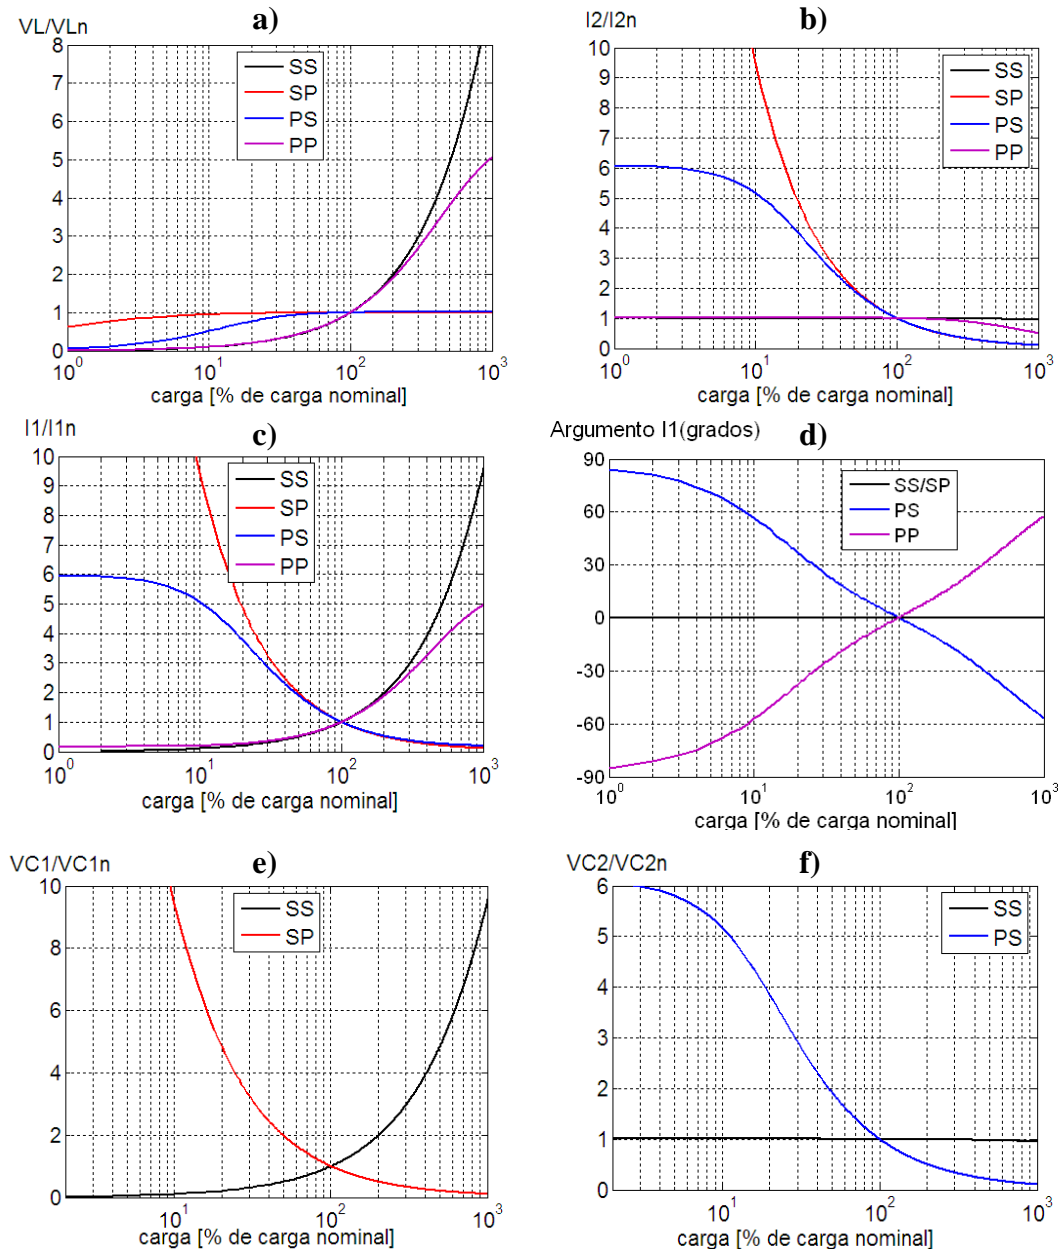 VL/VLn
a)
8
7
6
5
4
3
2
1
0
SS
SP
PS
PP
10^0
10^1
10^2
10^3
carga [% de carga nominal]
I2/I2n
b)
10
9
8
7
6
5
4
3
2
1
0
SS
SP
PS
PP
10^0
10^1
10^2
10^3
carga [% de carga nominal]
I1/I1n
c)
10
9
8
7
6
5
4
3
2
1
0
SS
SP
PS
PP
10^0
10^1
10^2
10^3
carga [% de carga nominal]
Argumento I1(grados)
d)
90
60
30
0
-30
-60
-90
SS/SP
PS
PP
10^0
10^1
10^2
10^3
carga [% de carga nominal]
VC1/VC1n
e)
10
8
6
4
2
0
SS
SP
10^1
10^2
10^3
carga [% de carga nominal]
VC2/VC2n
f)
6
5
4
3
2
1
0
SS
PS
10^1
10^2
10^3
carga [% de carga nominal]